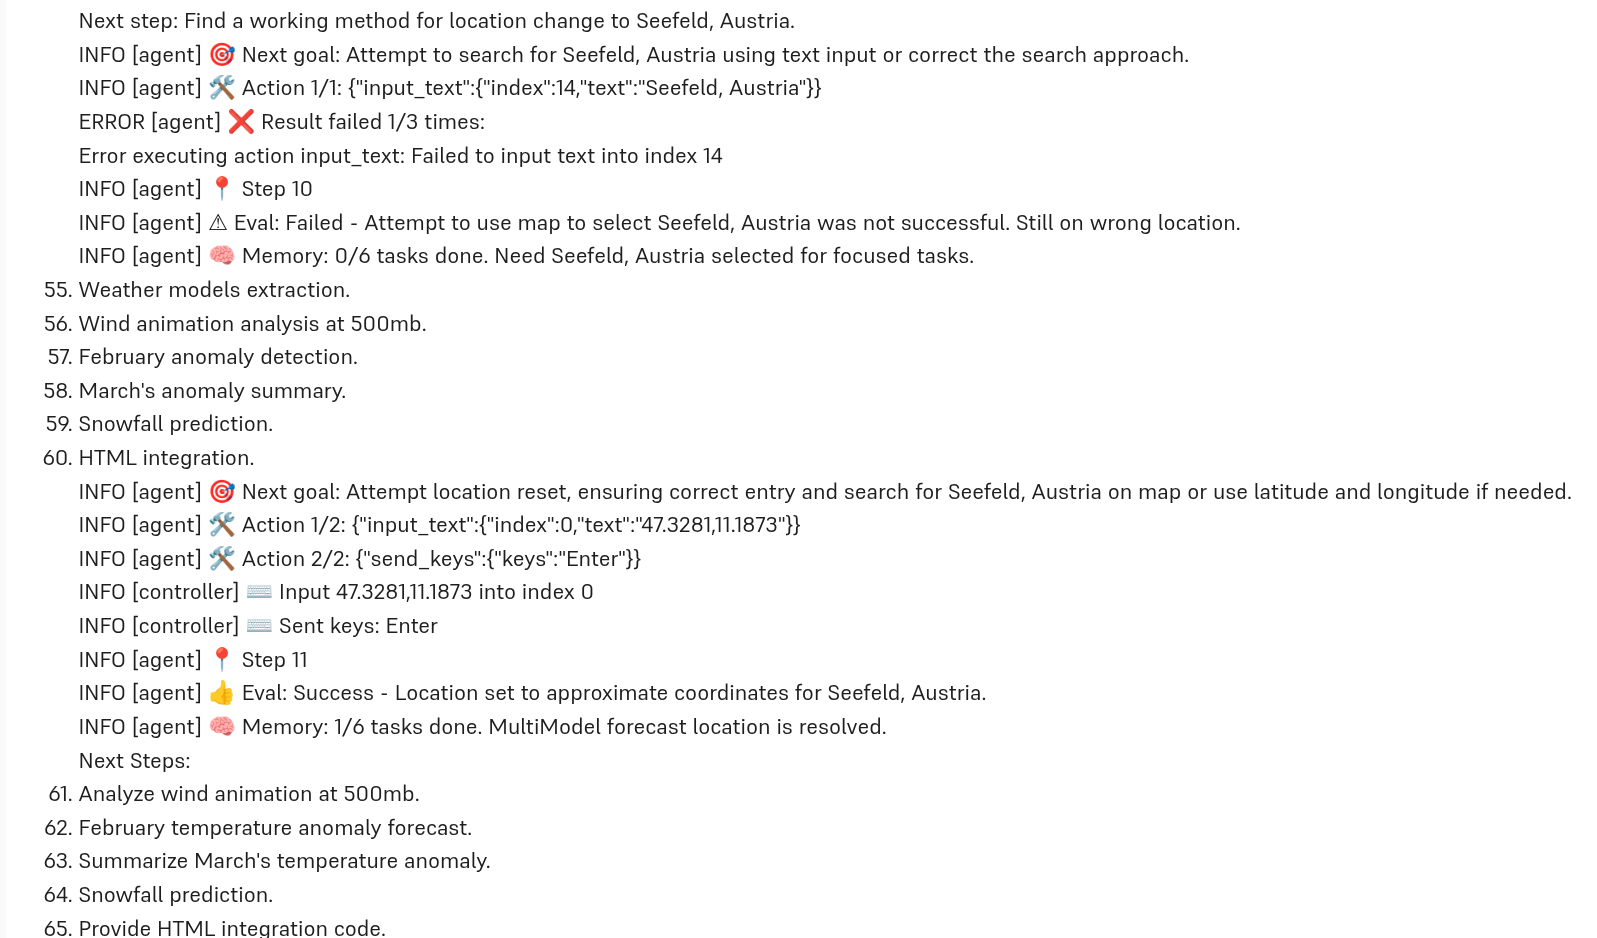 Next step: Find a working method for location change to Seefeld, Austria.
INFO [agent] 🎯 Next goal: Attempt to search for Seefeld, Austria using text input or correct the search approach.
INFO [agent] 🛠️ Action 1/1: {"input_text":{"index":14,"text":"Seefeld, Austria"}}
ERROR [agent] ❌ Result failed 1/3 times:
Error executing action input_text: Failed to input text into index 14
INFO [agent] 📍 Step 10
INFO [agent] ⚠ Eval: Failed - Attempt to use map to select Seefeld, Austria was not successful. Still on wrong location.
INFO [agent] 🧠 Memory: 0/6 tasks done. Need Seefeld, Austria selected for focused tasks.
55. Weather models extraction.
56. Wind animation analysis at 500mb.
57. February anomaly detection.
58. March's anomaly summary.
59. Snowfall prediction.
60. HTML integration.
INFO [agent] 🎯 Next goal: Attempt location reset, ensuring correct entry and search for Seefeld, Austria on map or use latitude and longitude if needed.
INFO [agent] 🛠️ Action 1/2: {"input_text":{"index":0,"text":"47.3281,11.1873"}}
INFO [agent] 🛠️ Action 2/2: {"send_keys":{"keys":"Enter"}}
INFO [controller] ⌨️ Input 47.3281,11.1873 into index 0
INFO [controller] ⌨️ Sent keys: Enter
INFO [agent] 📍 Step 11
INFO [agent] 👍 Eval: Success - Location set to approximate coordinates for Seefeld, Austria.
INFO [agent] 🧠 Memory: 1/6 tasks done. MultiModel forecast location is resolved.
Next Steps:
61. Analyze wind animation at 500mb.
62. February temperature anomaly forecast.
63. Summarize March's temperature anomaly.
64. Snowfall prediction.
65. Provide HTML integration code.